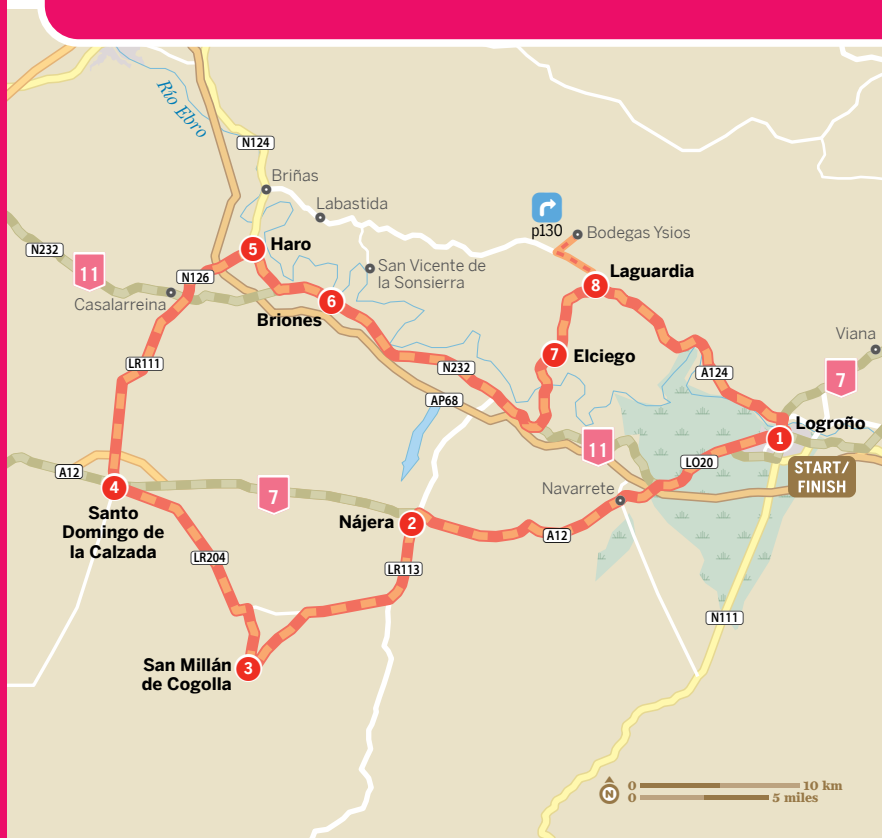 Río Ebro
N124
Briñas
Labastida
p130
Bodegas Ysios
5
Haro
N232
11
N126
San Vicente de
la Sonsierra
Laguardia
8
Casalarreina
6
Briones
Viana
7
Elciego
LR111
N232
A124
7
AP68
Logroño
1
11
LO20
START/
FINISH
A12
4
7
Navarrete
Santo
Domingo de
la Calzada
Nájera
2
A12
LR204
LR113
N111
San Millán
de Cogolla
3
N
0
10 km
0
5 miles